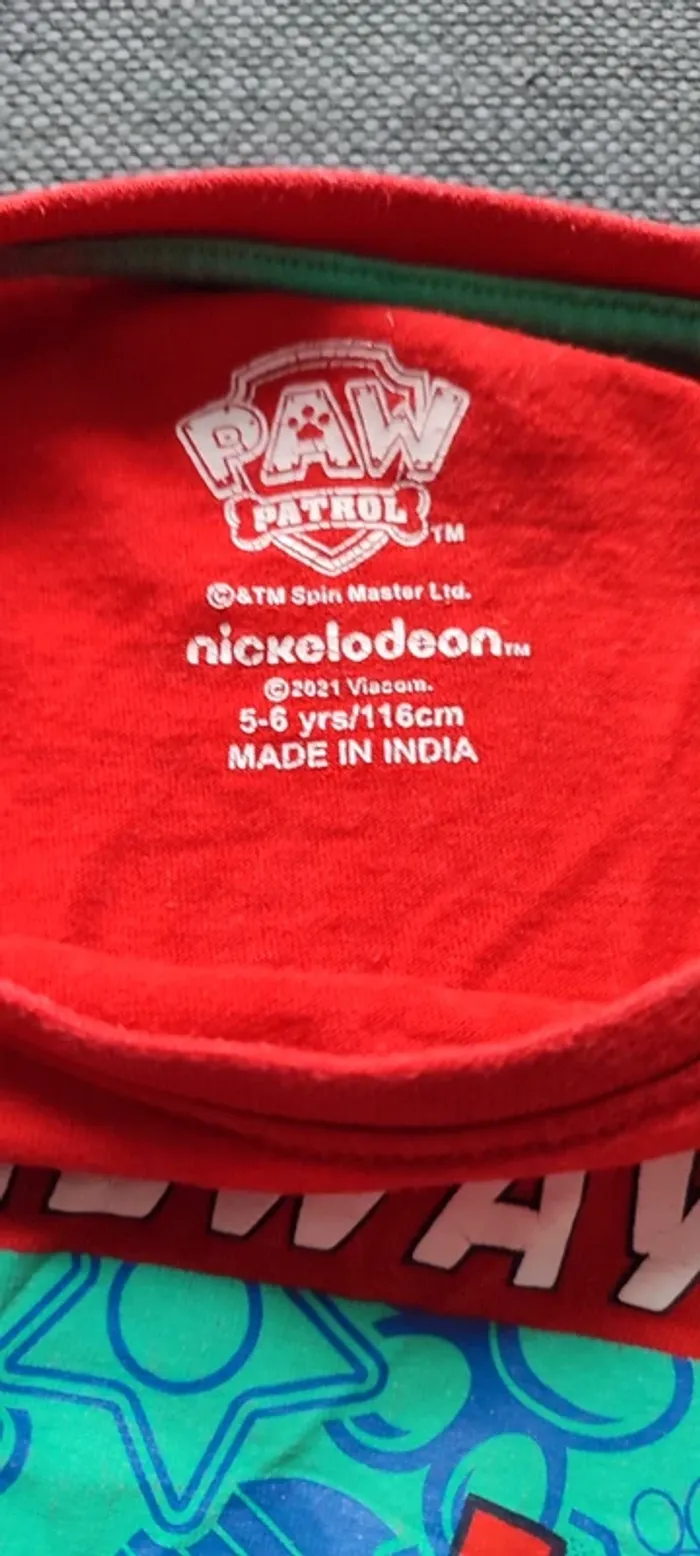 PAW
PATROL TM
©&TM Spin Master Ltd.
nickelodeon TM
©2021 Viacom.
5-6 yrs/116cm
MADE IN INDIA